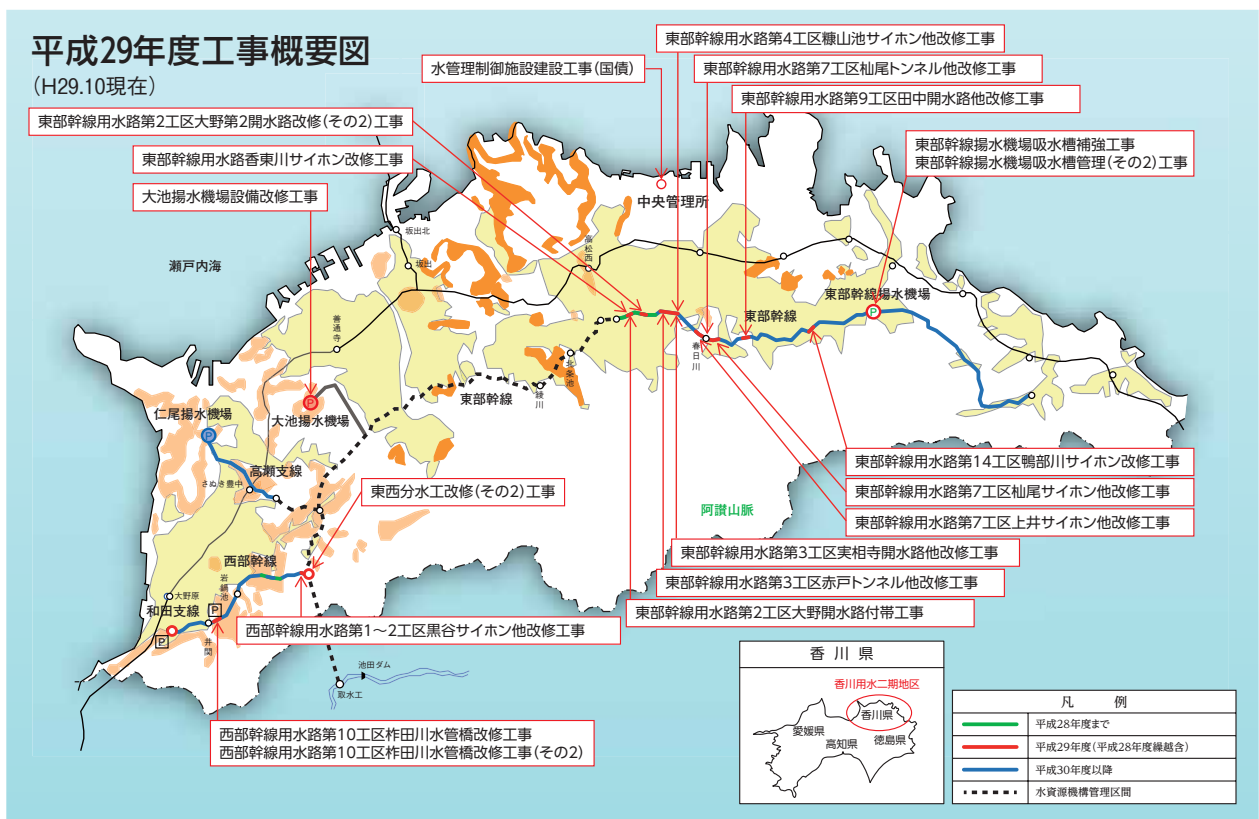 平成29年度工事概要図
(H29.10現在)
東部幹線用水路第4工区糠山池サイホン他改修工事
水管理制御施設建設工事(国債)
東部幹線用水路第7工区杣尾トンネル他改修工事
東部幹線用水路第9工区田中開水路他改修工事
東部幹線用水路第2工区大野第2開水路改修(その2)工事
東部幹線揚水機場吸水槽補強工事
東部幹線揚水機場吸水槽管理(その2)工事
東部幹線用水路香東川サイホン改修工事
大池揚水機場設備改修工事
中央管理所
坂出北
坂出
高松西
瀬戸内海
善通寺
東部幹線揚水機場
P
東部幹線
春日川
北条池
綾川
東部幹線
P
大池揚水機場
仁尾揚水機場
P
高瀬支線
さぬき豊中
東部幹線用水路第14工区鴨部川サイホン改修工事
東西分水工改修(その2)工事
東部幹線用水路第7工区杣尾サイホン他改修工事
阿讃山脈
東部幹線用水路第7工区上井サイホン他改修工事
東部幹線用水路第3工区実相寺開水路他改修工事
西部幹線
岩鍋池
東部幹線用水路第3工区赤戸トンネル他改修工事
大野原
和田支線
P
東部幹線用水路第2工区大野開水路付帯工事
西部幹線用水路第1〜2工区黒谷サイホン他改修工事
P
井関
池田ダム
取水工
西部幹線用水路第10工区柞田川水管橋改修工事
西部幹線用水路第10工区柞田川水管橋改修工事(その2)
香川県
香川用水二期地区
香川県
愛媛県
徳島県
高知県
凡例
平成28年度まで
平成29年度(平成28年度繰越含)
平成30年度以降
水資源機構管理区間